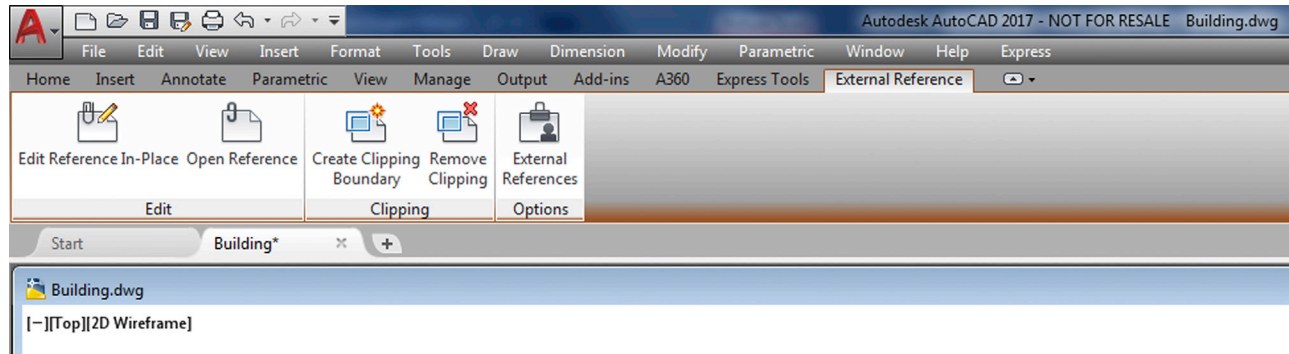 Autodesk AutoCAD 2017 - NOT FOR RESALE Building.dwg
File Edit View Insert Format Tools Draw Dimension Modify Parametric Window Help Express
Home Insert Annotate Parametric View Manage Output Add-ins A360 Express Tools External Reference
Edit Reference In-Place Open Reference Create Clipping Remove External
Boundary Clipping References
Edit Clipping Options
Start Building*
Building.dwg
[−][Top][2D Wireframe]